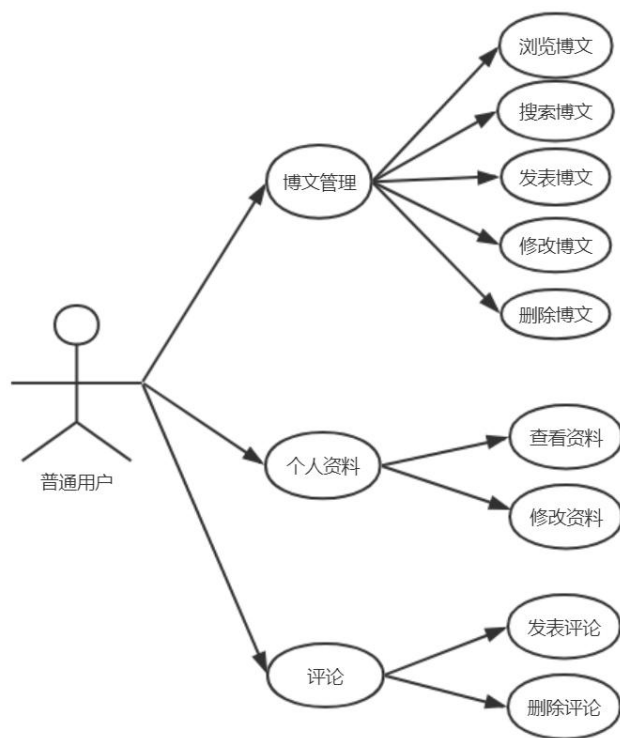 浏览博文
搜索博文
博文管理
发表博文
修改博文
删除博文
普通用户
个人资料
查看资料
修改资料
评论
发表评论
删除评论